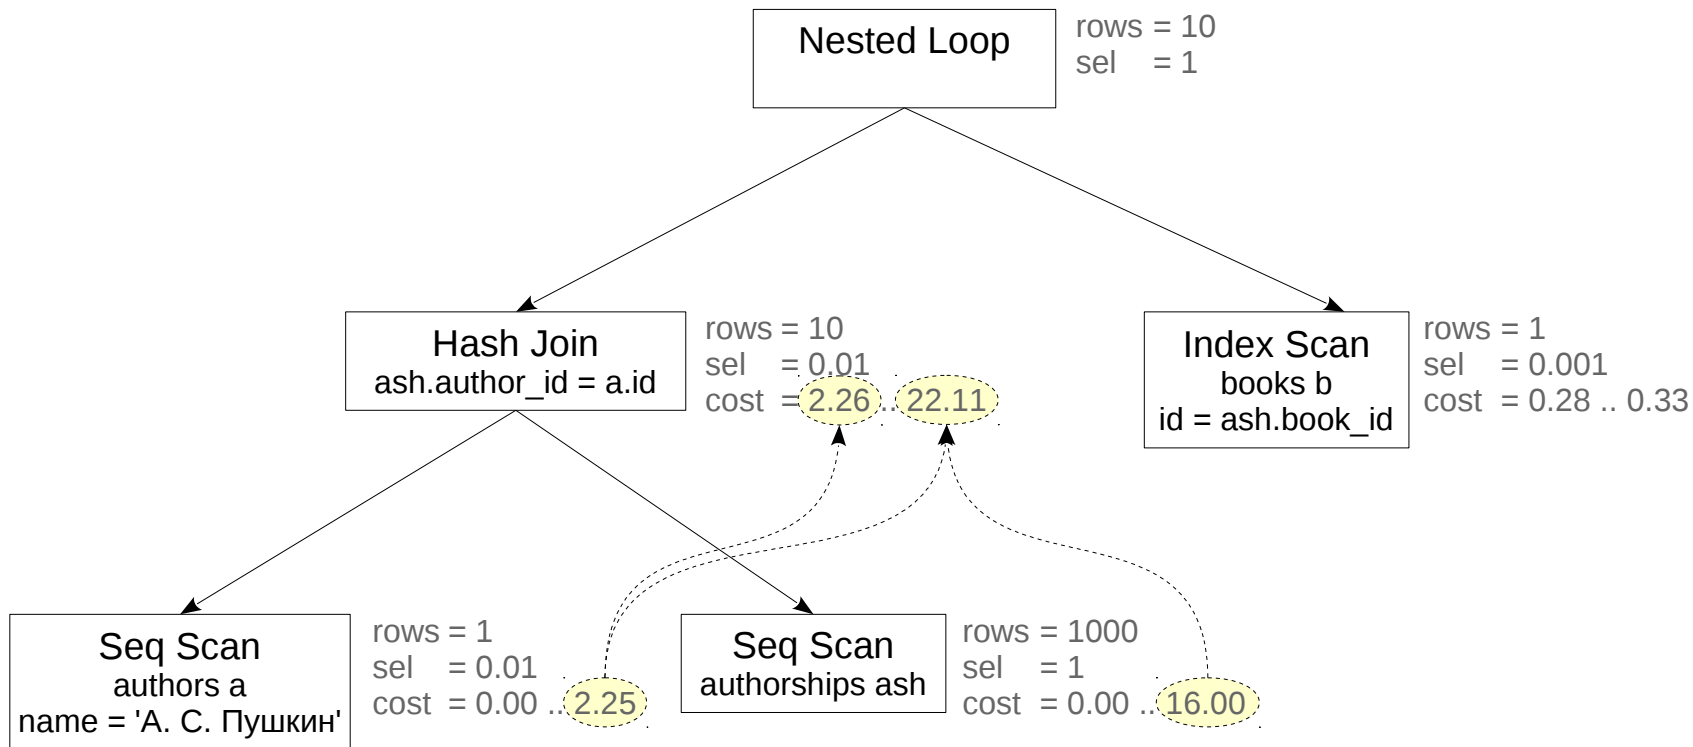 Nested Loop
rows = 10
sel = 1
Hash Join
ash.author_id = a.id
rows = 10
sel = 0.01
cost = 2.26 .. 22.11
Index Scan
books b
id = ash.book_id
rows = 1
sel = 0.001
cost = 0.28 .. 0.33
Seq Scan
authors a
name = 'А. С. Пушкин'
rows = 1
sel = 0.01
cost = 0.00 .. 2.25
Seq Scan
authorships ash
rows = 1000
sel = 1
cost = 0.00 .. 16.00